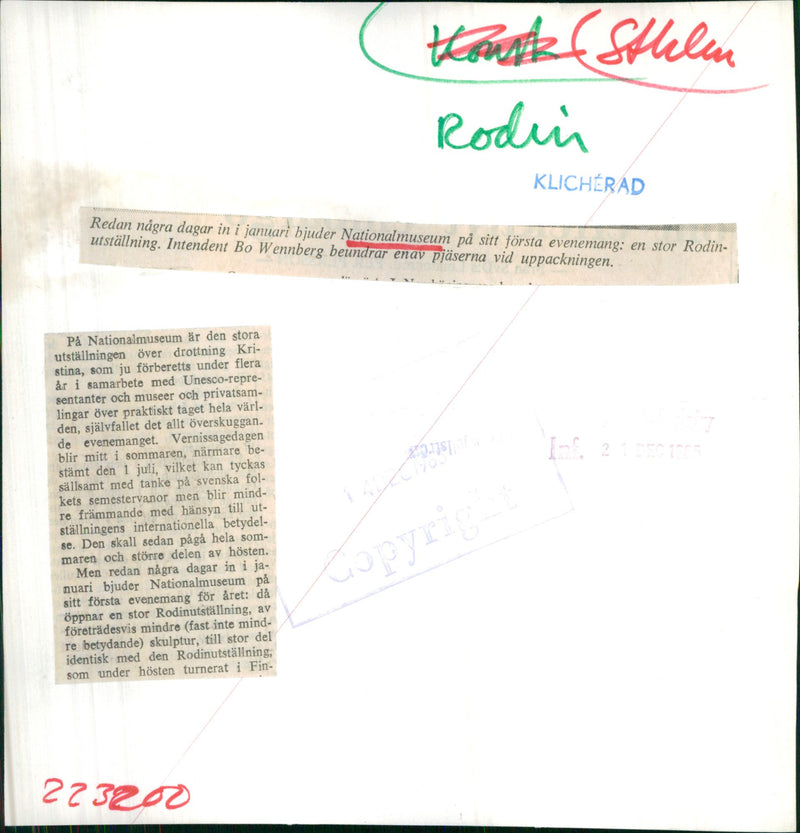 Konst
Sthlm
Rodin
KLICHÉRAD
Redan några dagar in i januari bjuder Nationalmuseum på sitt första evenemang: en stor Rodin-
utställning. Intendent Bo Wennberg beundrar en av pjäserna vid uppackningen.
På Nationalmuseum är den stora
utställningen över drottning Kri-
stina, som ju förberetts under flera
år i samarbete med Unesco-repre-
sentanter och museer och privatsam-
lingar över praktiskt taget hela värl-
den, självfallet det allt överskuggan-
de evenemanget. Vernissagedagen
blir mitt i sommaren, närmare be-
stämt den 1 juli, vilket kan tyckas
sällsamt med tanke på svenska fol-
kets semestervanor men blir mind-
re främmande med hänsyn till ut-
ställningens internationella betydel-
se. Den skall sedan pågå hela som-
maren och större delen av hösten.
Men redan några dagar in i ja-
nuari bjuder Nationalmuseum på
sitt första evenemang för året: då
öppnar en stor Rodinutställning, av
företrädesvis mindre (fast inte mind-
re betydande) skulptur, till stor del
identisk med den Rodinutställning,
som under hösten turnerat i Fin-
Inf. 21 DEC 1965
Copyright
223200